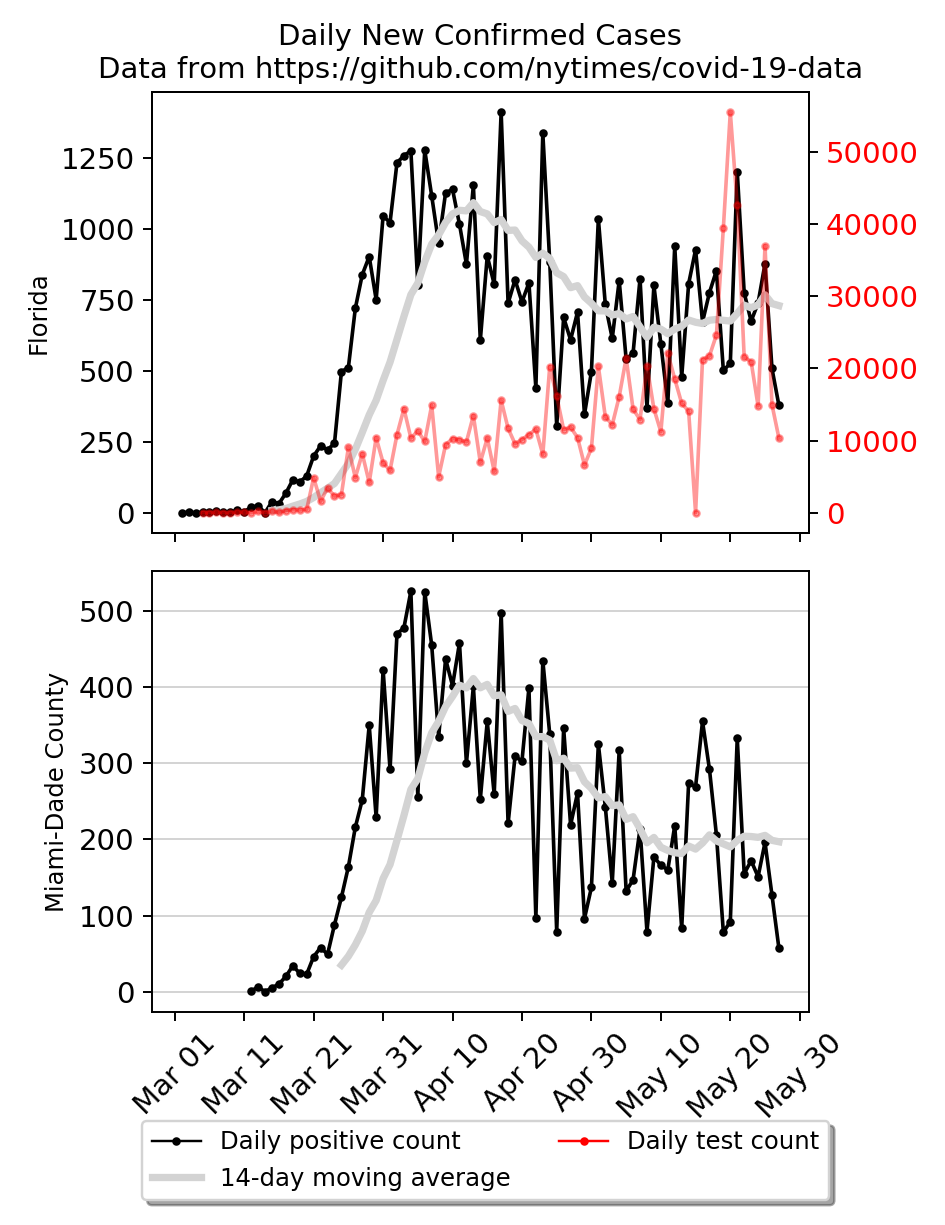 Daily New Confirmed Cases
Data from https://github.com/nytimes/covid-19-data
Florida
1250
1000
750
500
250
0
50000
40000
30000
20000
10000
0
Miami-Dade County
500
400
300
200
100
0
Mar 01
Mar 11
Mar 21
Mar 31
Apr 10
Apr 20
Apr 30
May 10
May 20
May 30
Daily positive count
Daily test count
14-day moving average